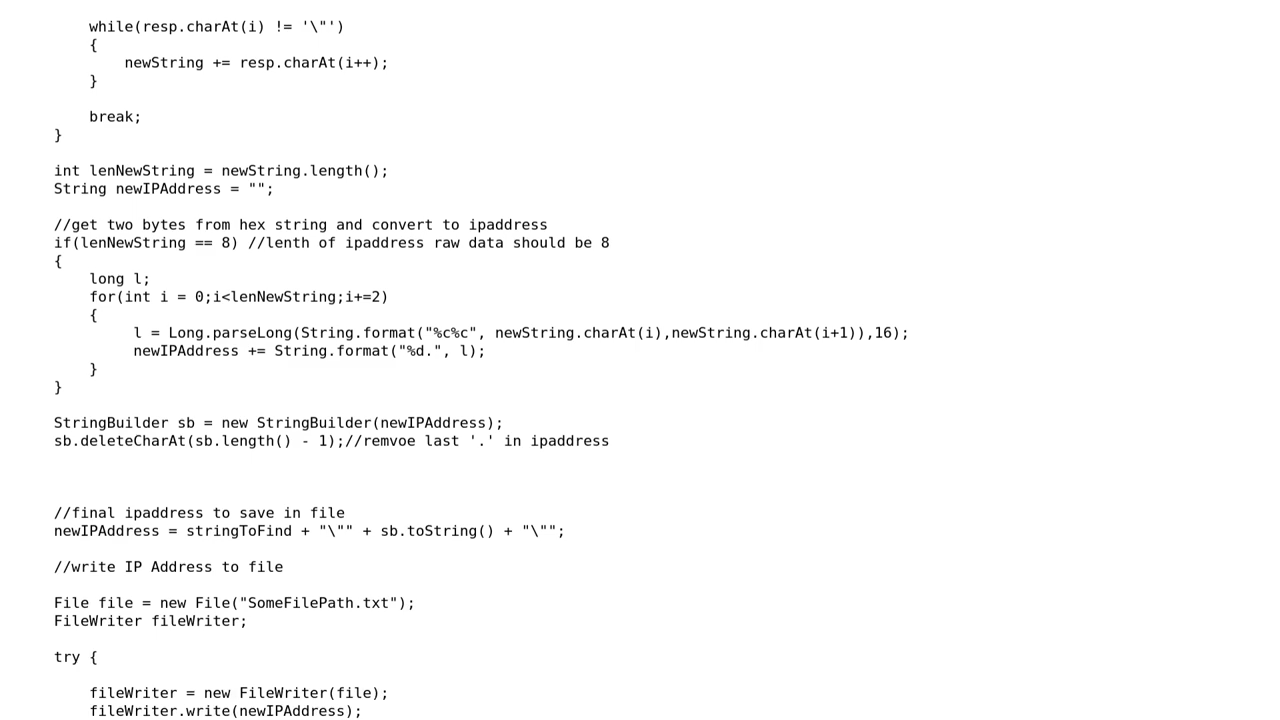 while(resp.charAt(i) != '\"')
{
newString += resp.charAt(i++);
}
break;
}
int lenNewString = newString.length();
String newIPAddress = "";
//get two bytes from hex string and convert to ipaddress
if(lenNewString == 8) //lenth of ipaddress raw data should be 8
{
long l;
for(int i = 0;i<lenNewString;i+=2)
{
l = Long.parseLong(String.format("%c%c", newString.charAt(i),newString.charAt(i+1)),16);
newIPAddress += String.format("%d.", l);
}
}
StringBuilder sb = new StringBuilder(newIPAddress);
sb.deleteCharAt(sb.length() - 1);//remvoe last '.' in ipaddress
//final ipaddress to save in file
newIPAddress = stringToFind + "\"" + sb.toString() + "\"";
//write IP Address to file
File file = new File("SomeFilePath.txt");
FileWriter fileWriter;
try {
fileWriter = new FileWriter(file);
fileWriter.write(newIPAddress);